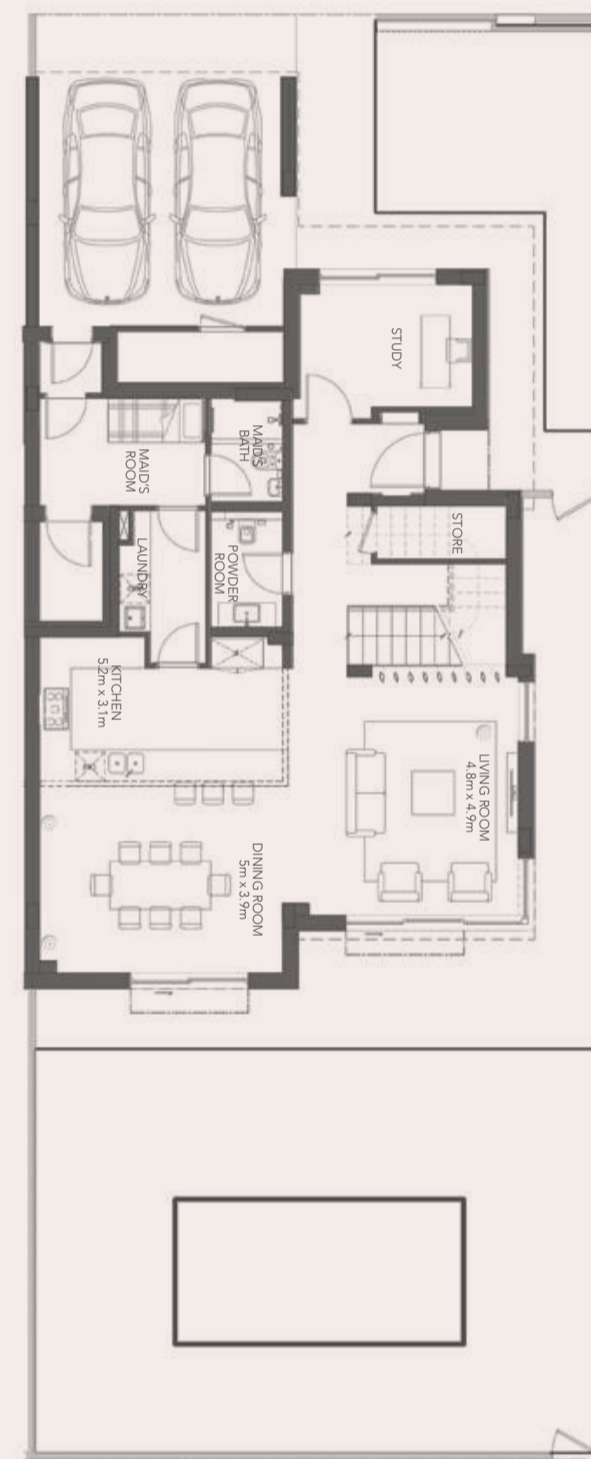 STUDY
MAID'S
BATH
MAID'S
ROOM
STORE
LAUNDRY
POWDER
ROOM
KITCHEN
5.2m x 3.1m
LIVING ROOM
4.8m x 4.9m
DINING ROOM
5m x 3.9m